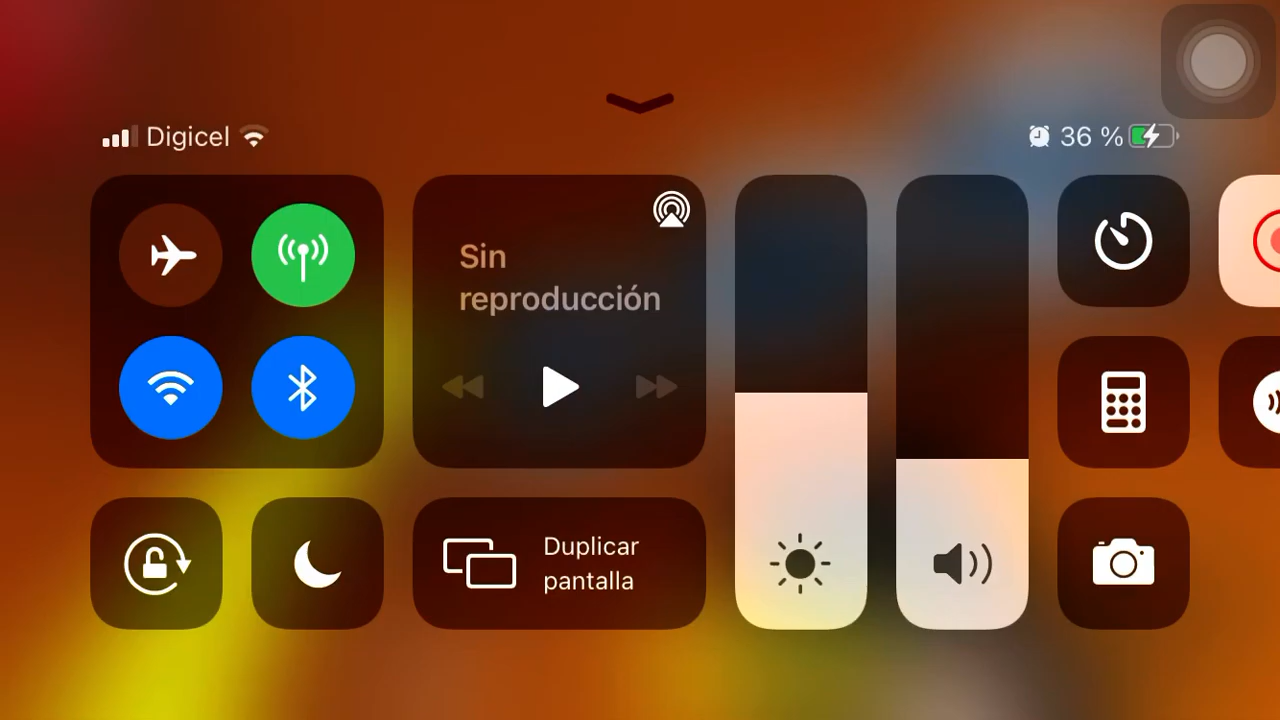 Digicel
36 %
Sin
reproducción
Duplicar
pantalla